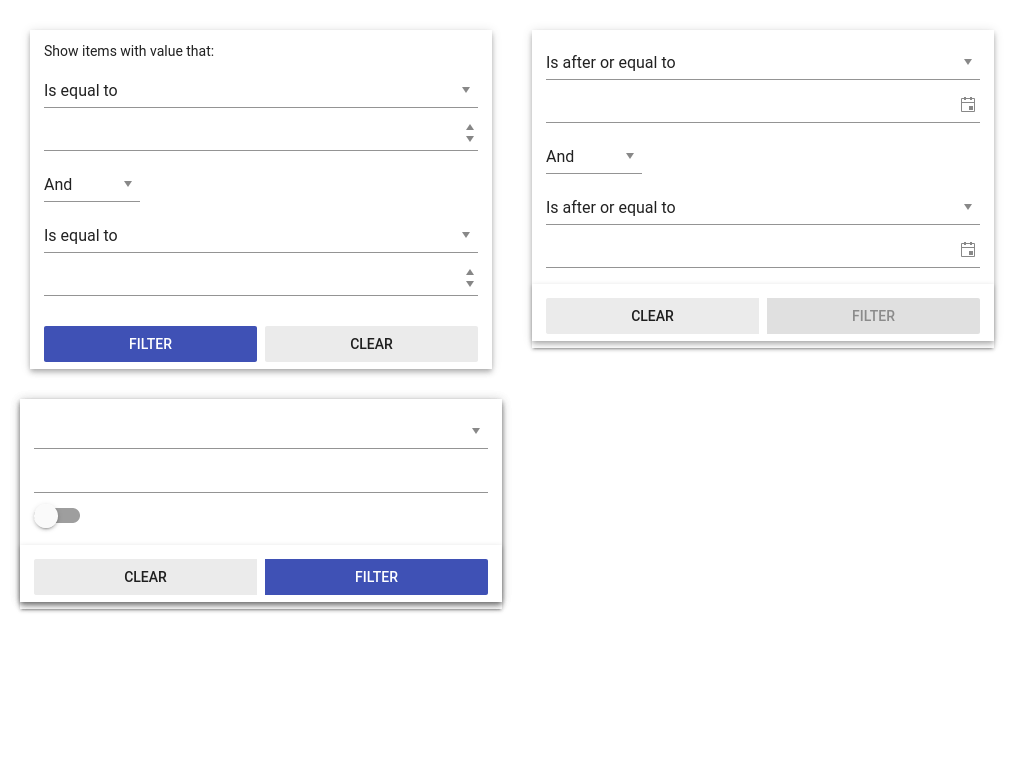 Show items with value that:
Is equal to
And
Is equal to
FILTER CLEAR
Is after or equal to
And
Is after or equal to
CLEAR FILTER
CLEAR FILTER